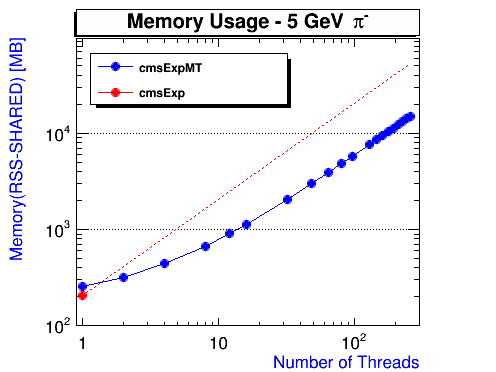 Memory Usage - 5 GeV π⁻
cmsExpMT
cmsExp
Memory(RSS-SHARED) [MB]
10⁴
10³
10²
1 10 10²
Number of Threads